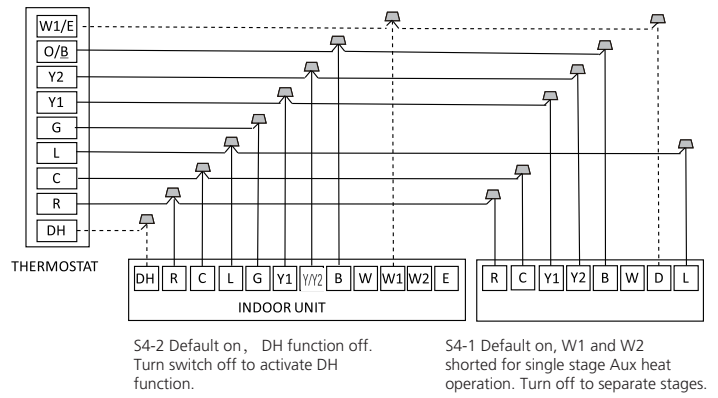 W1/E
O/B
Y2
Y1
G
L
C
R
DH
THERMOSTAT
DH R C L G Y1 Y/Y2 B W W1 W2 E
INDOOR UNIT
R C Y1 Y2 B W D L
S4-2 Default on， DH function off.
Turn switch off to activate DH
function.
S4-1 Default on, W1 and W2
shorted for single stage Aux heat
operation. Turn off to separate stages.